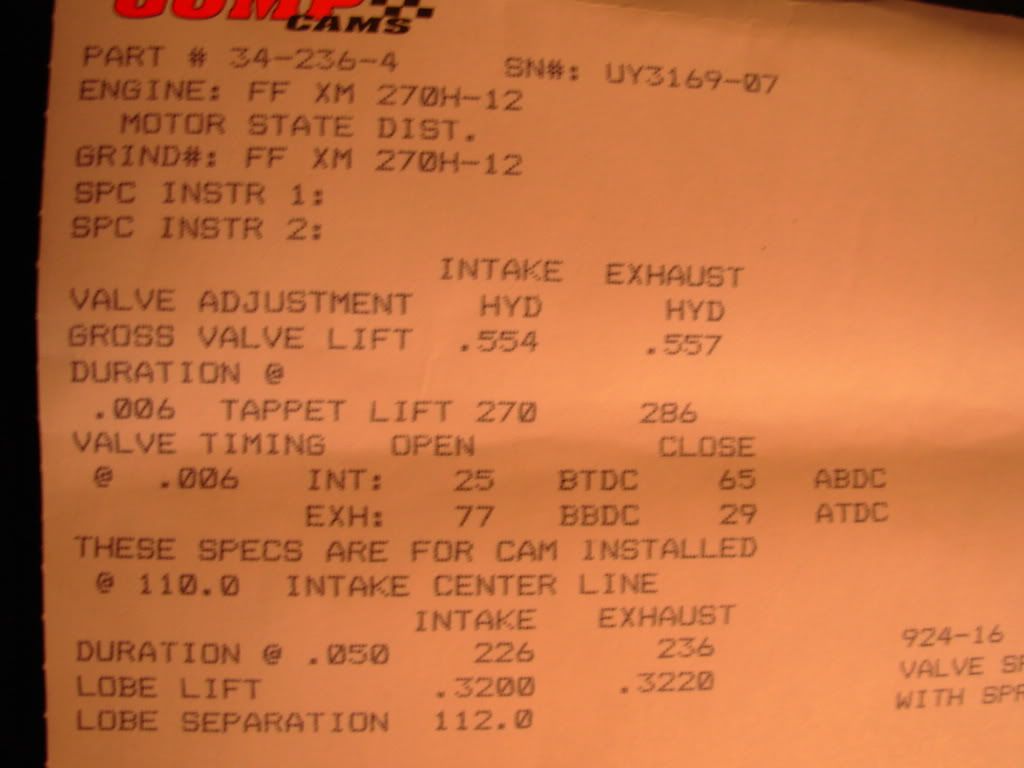 COMP
CAMS
PART # 34-236-4 SN#: UY3169-07
ENGINE: FF XM 270H-12
MOTOR STATE DIST.
GRIND#: FF XM 270H-12
SPC INSTR 1:
SPC INSTR 2:
INTAKE EXHAUST
VALVE ADJUSTMENT HYD HYD
GROSS VALVE LIFT .554 .557
DURATION @
.006 TAPPET LIFT 270 286
VALVE TIMING OPEN CLOSE
@ .006 INT: 25 BTDC 65 ABDC
EXH: 77 BBDC 29 ATDC
THESE SPECS ARE FOR CAM INSTALLED
@ 110.0 INTAKE CENTER LINE
INTAKE EXHAUST
DURATION @ .050 226 236
LOBE LIFT .3200 .3220
LOBE SEPARATION 112.0
924-16
VALVE
WITH